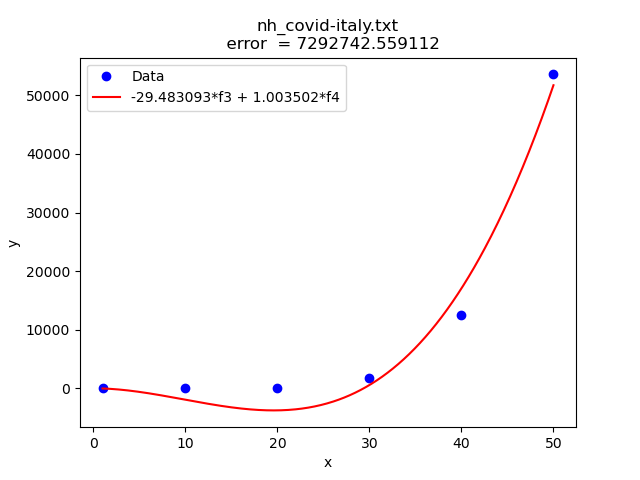 nh_covid-italy.txt
error  = 7292742.559112
Data
-29.483093*f3 + 1.003502*f4
50000
40000
30000
20000
10000
0
y
0 10 20 30 40 50
x